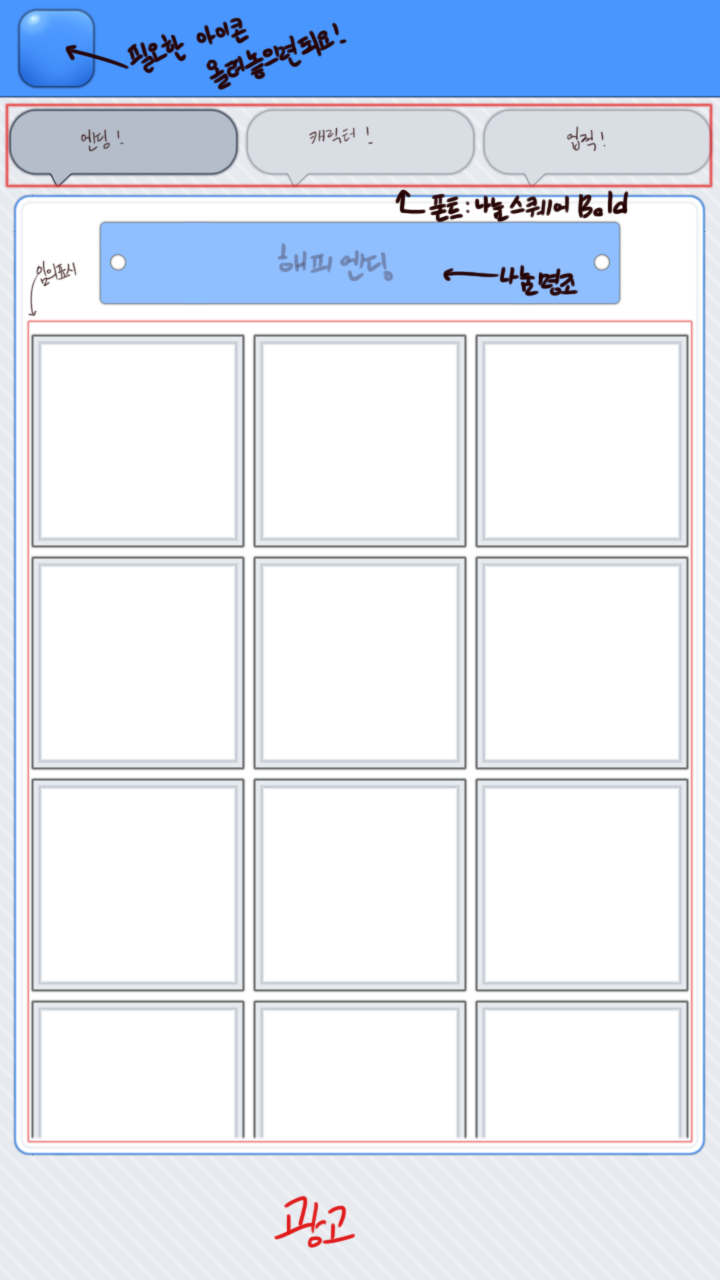 필요한 아이콘
올려놓으면 되요!
엔딩!
캐릭터!
업적!
폰트:나눔스퀘어 Bold
임의표시
해피엔딩
나눔명조
광고